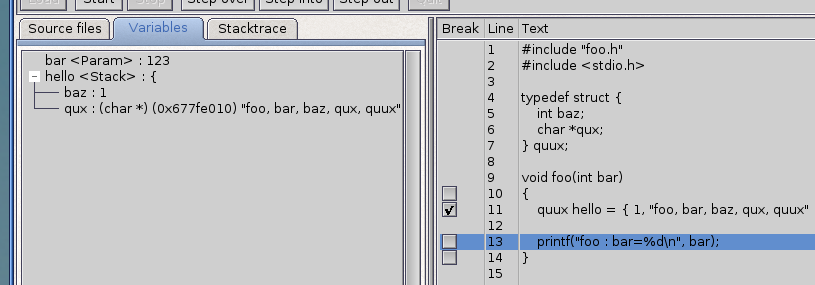 Load Start Stop Step over Step into Step out Quit
Source files Variables Stacktrace
bar <Param> : 123
hello <Stack> : {
baz : 1
qux : (char *) (0x677fe010) "foo, bar, baz, qux, quux"
Break Line Text
1 #include "foo.h"
2 #include <stdio.h>
3
4 typedef struct {
5 int baz;
6 char *qux;
7 } quux;
8
9 void foo(int bar)
10 {
11 quux hello = { 1, "foo, bar, baz, qux, quux"
12
13 printf("foo : bar=%d\n", bar);
14 }
15